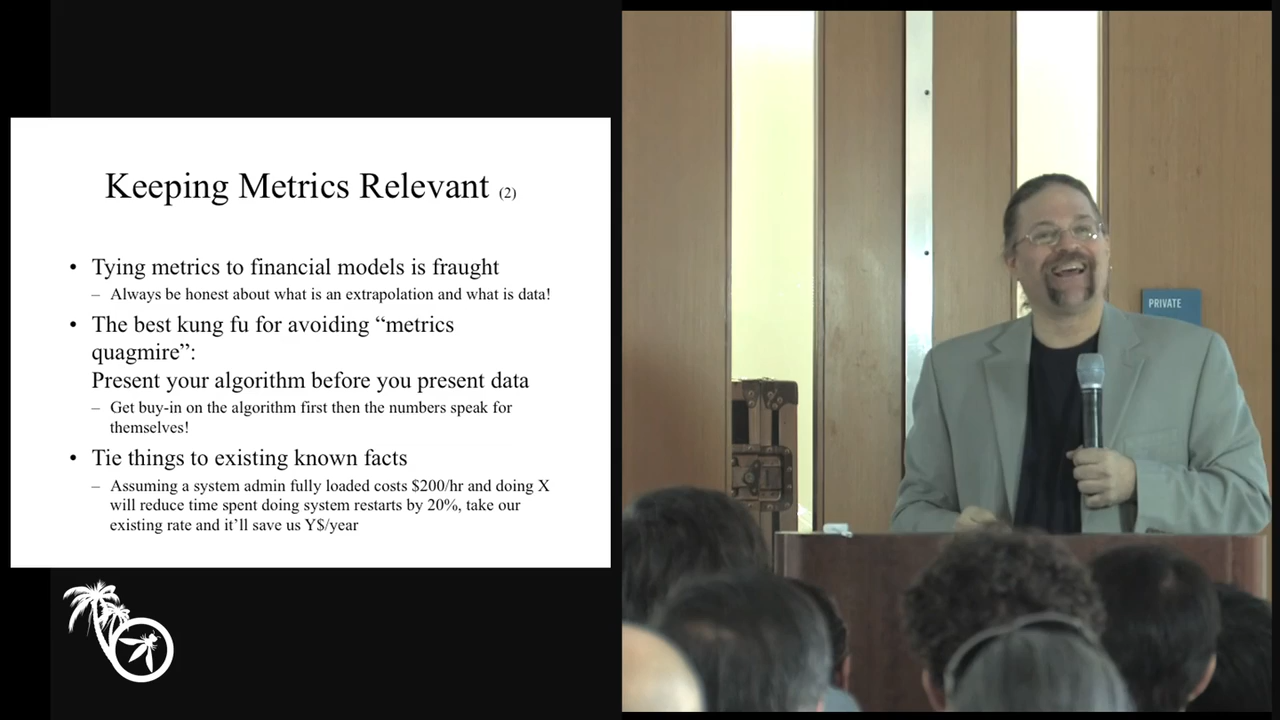 Keeping Metrics Relevant (2)
• Tying metrics to financial models is fraught
– Always be honest about what is an extrapolation and what is data!
• The best kung fu for avoiding “metrics
quagmire”:
Present your algorithm before you present data
– Get buy-in on the algorithm first then the numbers speak for
themselves!
• Tie things to existing known facts
– Assuming a system admin fully loaded costs $200/hr and doing X
will reduce time spent doing system restarts by 20%, take our
existing rate and it’ll save us Y$/year
PRIVATE